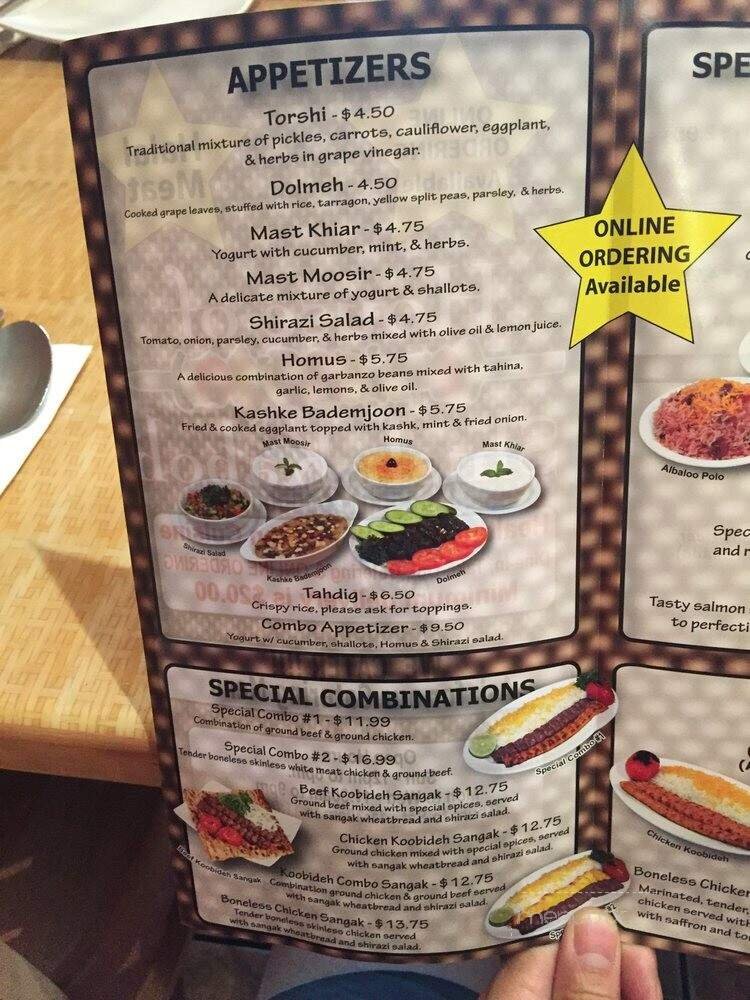 APPETIZERS
Torshi - $4.50
Traditional mixture of pickles, carrots, cauliflower, eggplant,
& herbs in grape vinegar.
Dolmeh - 4.50
Cooked grape leaves, stuffed with rice, tarragon, yellow split peas, parsley, & herbs.
Mast Khiar - $4.75
Yogurt with cucumber, mint, & herbs.
Mast Moosir - $4.75
A delicate mixture of yogurt & shallots.
Shirazi Salad - $4.75
Tomato, onion, parsley, cucumber, & herbs mixed with olive oil & lemon juice.
Homus - $5.75
A delicious combination of garbanzo beans mixed with tahina,
garlic, lemons, & olive oil.
Kashke Bademjoon - $5.75
Fried & cooked eggplant topped with kashk, mint & fried onion.
Mast Moosir
Homus
Mast Khiar
Shirazi Salad
Kashke Bademjoon
Dolmeh
Tahdig - $6.50
Crispy rice, please ask for toppings.
Combo Appetizer - $9.50
Yogurt w/ cucumber, shallots, Homus & Shirazi salad.
SPECIAL COMBINATIONS
Special Combo #1 - $11.99
Combination of ground beef & ground chicken.
Special Combo #2 - $16.99
Tender boneless skinless white meat chicken & ground beef.
Special Combo #1
Beef Koobideh Sangak - $12.75
Ground beef mixed with special spices, served
with sangak wheatbread and shirazi salad.
Beef Koobideh Sangak
Chicken Koobideh Sangak - $12.75
Ground chicken mixed with special spices, served
with sangak wheatbread and shirazi salad.
Koobideh Combo Sangak - $12.75
Combination ground chicken & ground beef served
with sangak wheatbread and shirazi salad.
Boneless Chicken Sangak - $13.75
Tender boneless skinless chicken served
with sangak wheatbread and shirazi salad.
ONLINE
ORDERING
Available
SPE
Albaloo Polo
Spec
and r
Tasty salmon
to perfecti
(A
Chicken Koobideh
Boneless Chicke
Marinated, tender,
chicken served with
with saffron and to